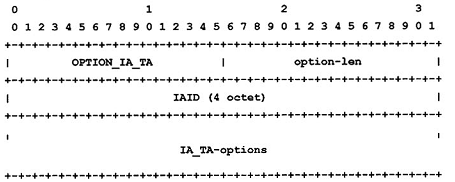 0                   1                   2                   3
0 1 2 3 4 5 6 7 8 9 0 1 2 3 4 5 6 7 8 9 0 1 2 3 4 5 6 7 8 9 0 1
+-+-+-+-+-+-+-+-+-+-+-+-+-+-+-+-+-+-+-+-+-+-+-+-+-+-+-+-+-+-+-+-+
| OPTION_IA_TA | option-len |
+-+-+-+-+-+-+-+-+-+-+-+-+-+-+-+-+-+-+-+-+-+-+-+-+-+-+-+-+-+-+-+-+
| IAID (4 octet) |
+-+-+-+-+-+-+-+-+-+-+-+-+-+-+-+-+-+-+-+-+-+-+-+-+-+-+-+-+-+-+-+-+
| |
IA_TA-options
+-+-+-+-+-+-+-+-+-+-+-+-+-+-+-+-+-+-+-+-+-+-+-+-+-+-+-+-+-+-+-+-+